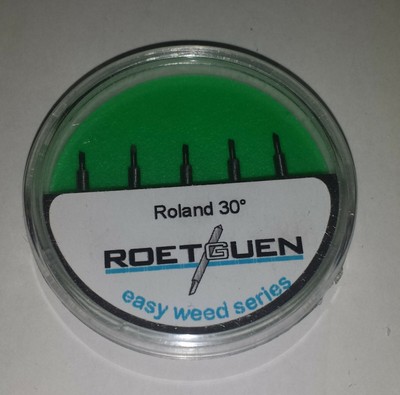 Roland 30°
ROETGUEN
easy weed series